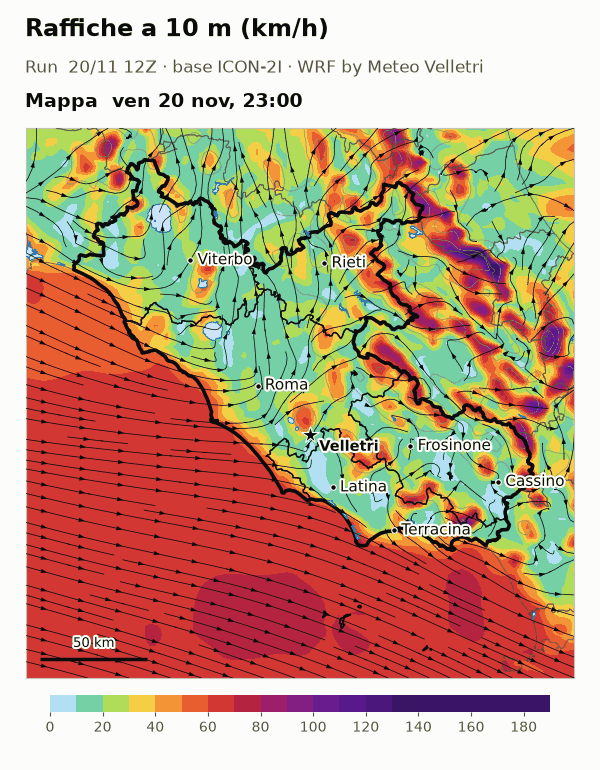 Raffiche a 10 m (km/h)
Run  20/11 12Z · base ICON-2I · WRF by Meteo Velletri
Mappa  ven 20 nov, 23:00
Viterbo
Rieti
Roma
Velletri
Frosinone
Cassino
Latina
Terracina
50 km
0 20 40 60 80 100 120 140 160 180